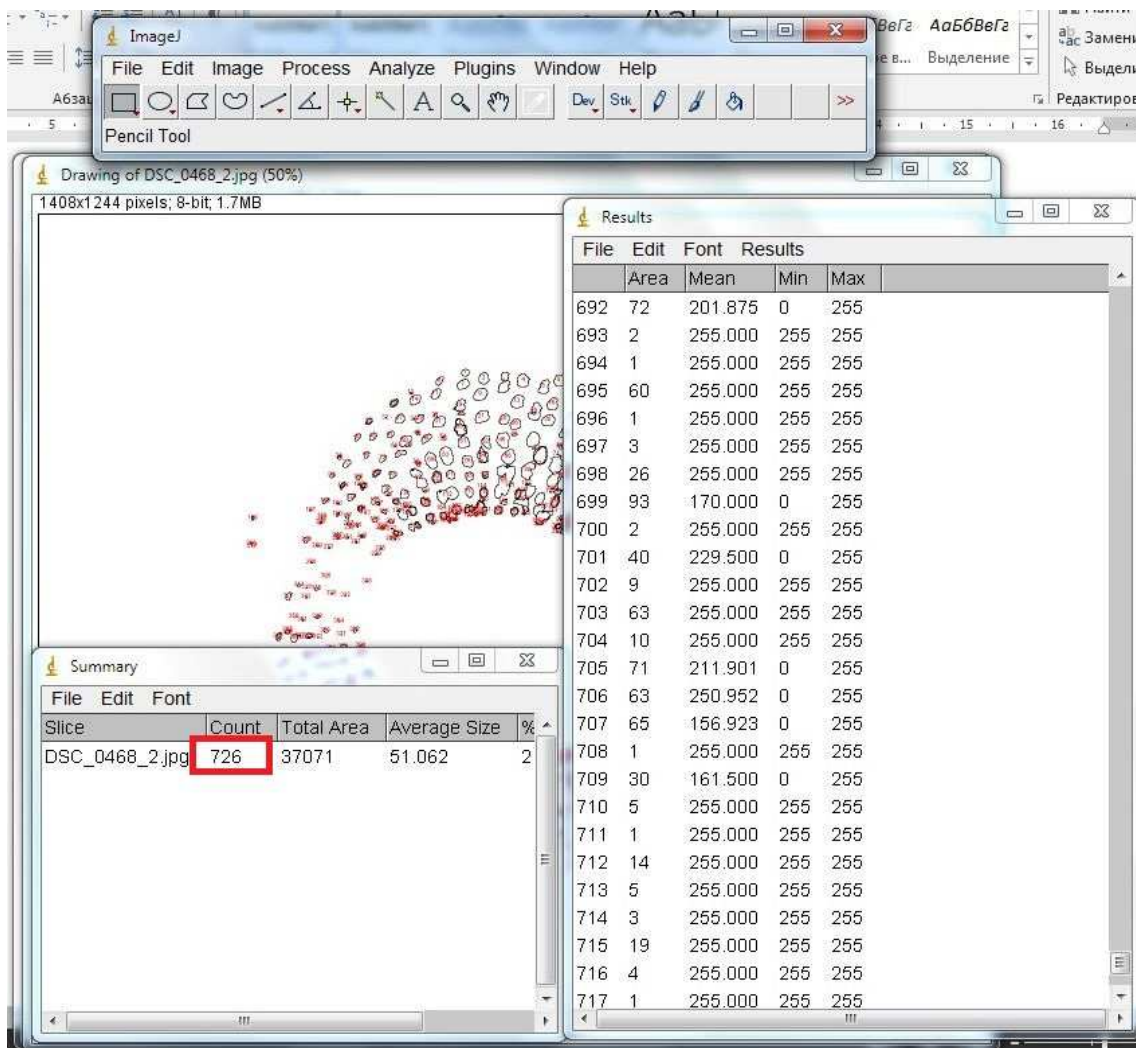 АаБбВвГг
Замени
Выделение
Выдели
ImageJ
File Edit Image Process Analyze Plugins Window Help
A Dev Stk >>
Pencil Tool
Абза
Редактиров
5 15 16
Drawing of DSC_0468_2.jpg (50%)
1408x1244 pixels; 8-bit; 1.7MB
Results
File Edit Font Results
Area Mean Min Max
692 72 201.875 0 255
693 2 255.000 255 255
694 1 255.000 255 255
695 60 255.000 255 255
696 1 255.000 255 255
697 3 255.000 255 255
698 26 255.000 255 255
699 93 170.000 0 255
700 2 255.000 255 255
701 40 229.500 0 255
702 9 255.000 255 255
703 63 255.000 255 255
704 10 255.000 255 255
705 71 211.901 0 255
706 63 250.952 0 255
707 65 156.923 0 255
708 1 255.000 255 255
709 30 161.500 0 255
710 5 255.000 255 255
711 1 255.000 255 255
712 14 255.000 255 255
713 5 255.000 255 255
714 3 255.000 255 255
715 19 255.000 255 255
716 4 255.000 255 255
717 1 255.000 255 255
Summary
File Edit Font
Slice Count Total Area Average Size %
DSC_0468_2.jpg 726 37071 51.062 2